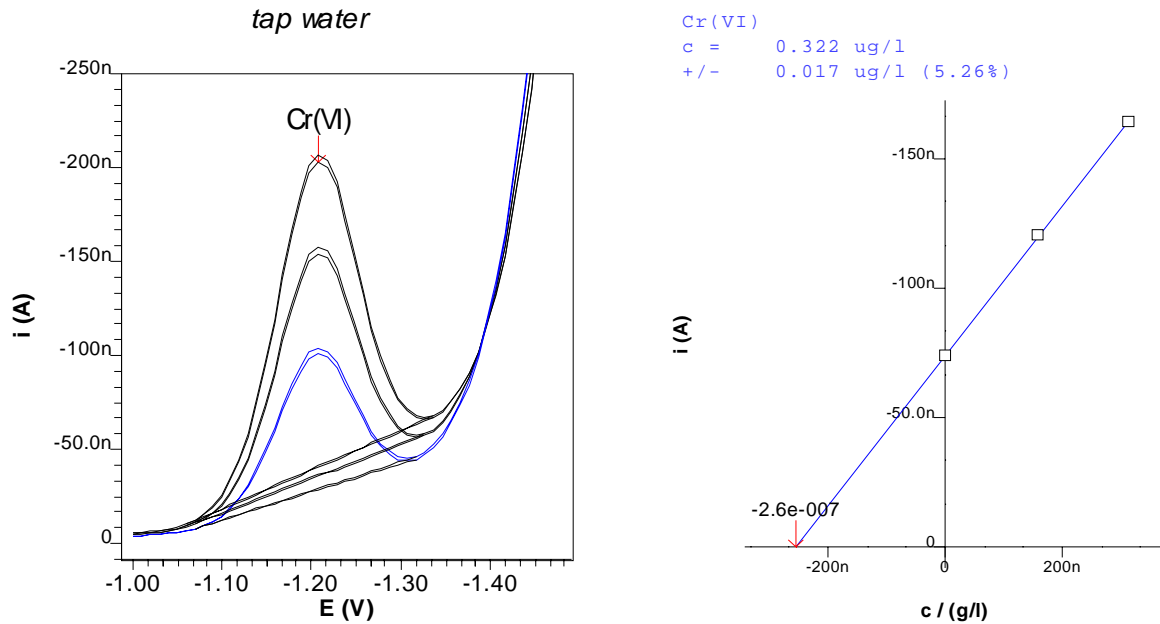 tap water
-250n
-200n
-150n
-100n
-50.0n
0
Cr(VI)
i (A)
-1.00 -1.10 -1.20 -1.30 -1.40
E (V)
Cr(VI)
c = 0.322 ug/l
+/- 0.017 ug/l (5.26%)
-150n
-100n
-50.0n
0
-2.6e-007
i (A)
-200n 0 200n
c / (g/l)